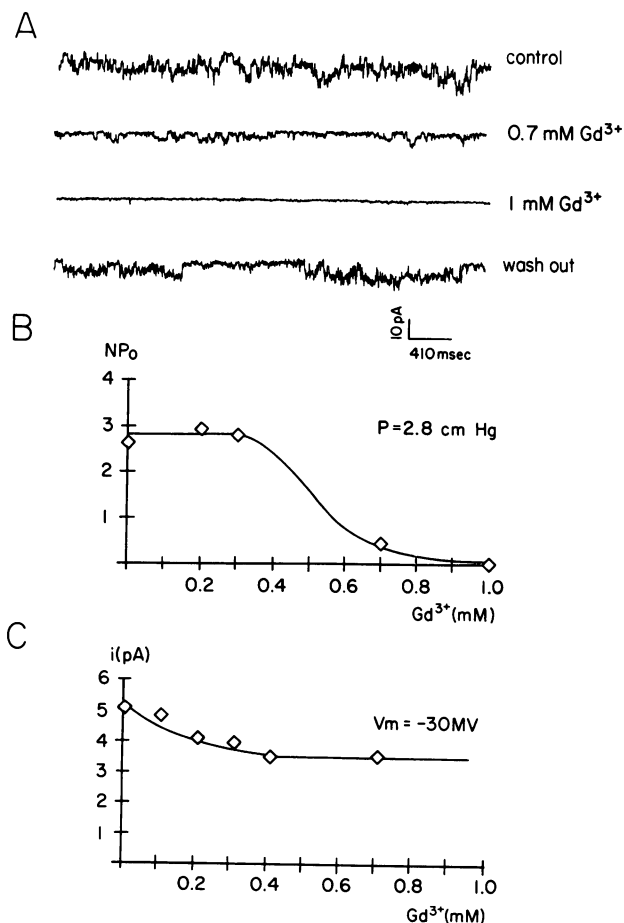 A
control
0.7 mM Gd³⁺
1 mM Gd³⁺
wash out
10pA
410msec
B
NPo
4
3
2
1
P=2.8 cm Hg
0.2 0.4 0.6 0.8 1.0
Gd³⁺(mM)
C
i(pA)
6
5
4
3
2
1
Vm = -30MV
0.2 0.4 0.6 0.8 1.0
Gd³⁺(mM)